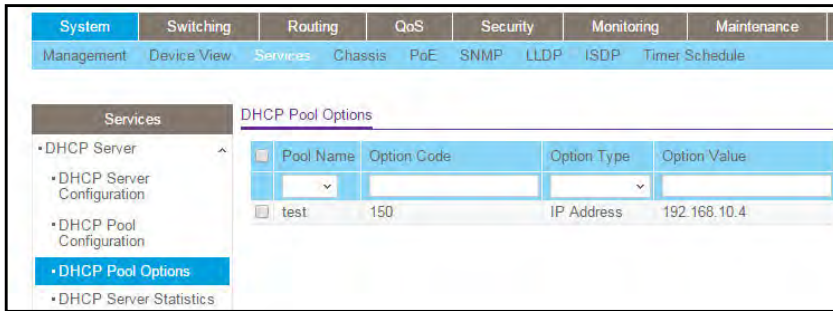 System Switching Routing QoS Security Monitoring Maintenance
Management Device View Services Chassis PoE SNMP LLDP ISDP Timer Schedule
Services
DHCP Pool Options
DHCP Server
DHCP Server
Configuration
DHCP Pool
Configuration
DHCP Pool Options
DHCP Server Statistics
Pool Name Option Code Option Type Option Value
test 150 IP Address 192.168.10.4